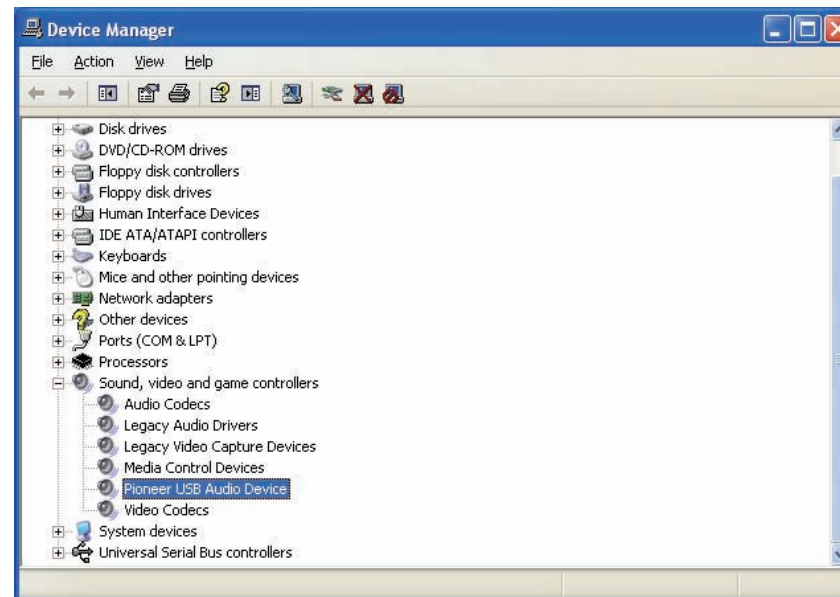 Device Manager
File Action View Help
Disk drives
DVD/CD-ROM drives
Floppy disk controllers
Floppy disk drives
Human Interface Devices
IDE ATA/ATAPI controllers
Keyboards
Mice and other pointing devices
Network adapters
Other devices
Ports (COM & LPT)
Processors
Sound, video and game controllers
Audio Codecs
Legacy Audio Drivers
Legacy Video Capture Devices
Media Control Devices
Pioneer USB Audio Device
Video Codecs
System devices
Universal Serial Bus controllers